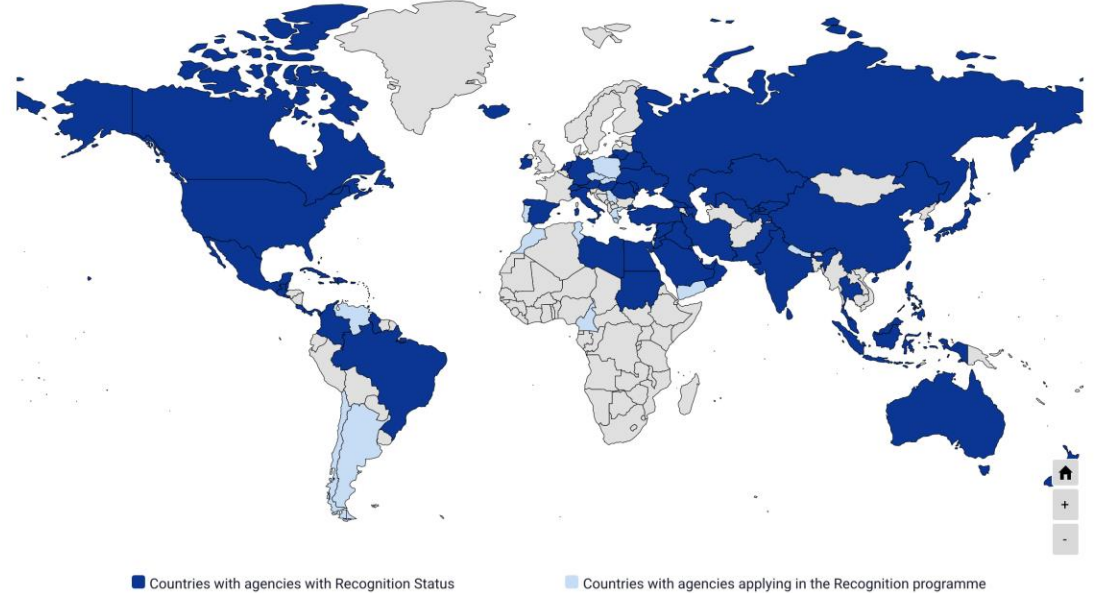 +
-
Countries with agencies with Recognition Status
Countries with agencies applying in the Recognition programme